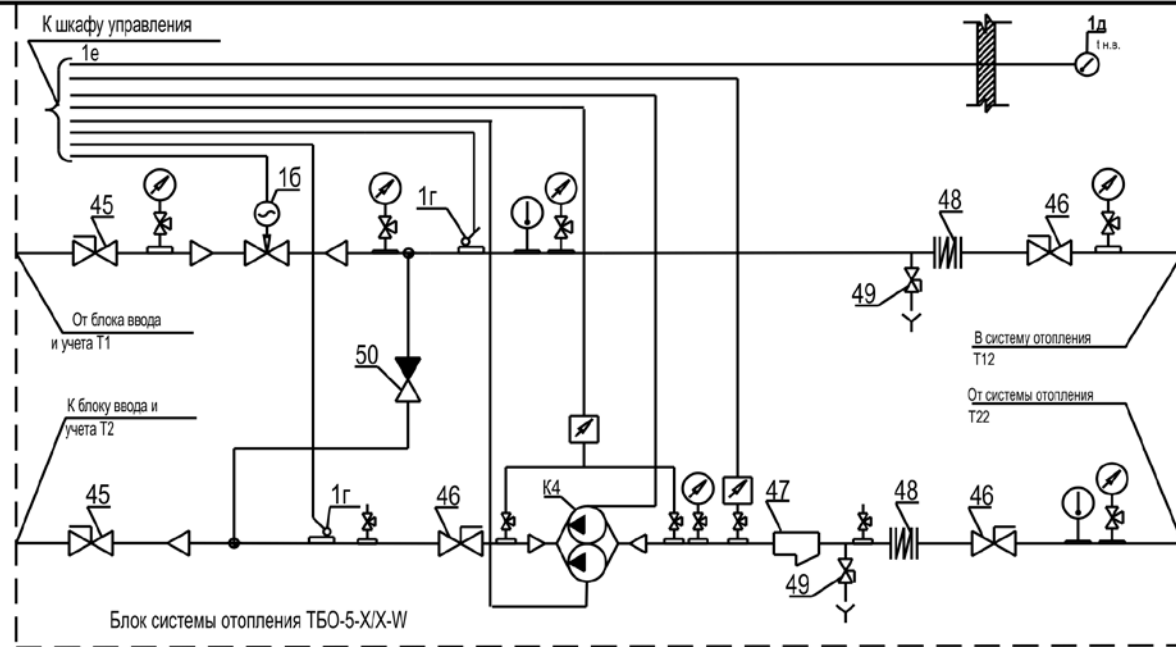 К шкафу управления
1е
1д
t н.в.
45
1б
1г
48
46
49
От блока ввода
и учета Т1
В систему отопления
Т12
50
К блоку ввода и
учета Т2
От системы отопления
Т22
45
1г
46
К4
47
48
46
49
Блок системы отопления ТБО-5-Х/Х-W